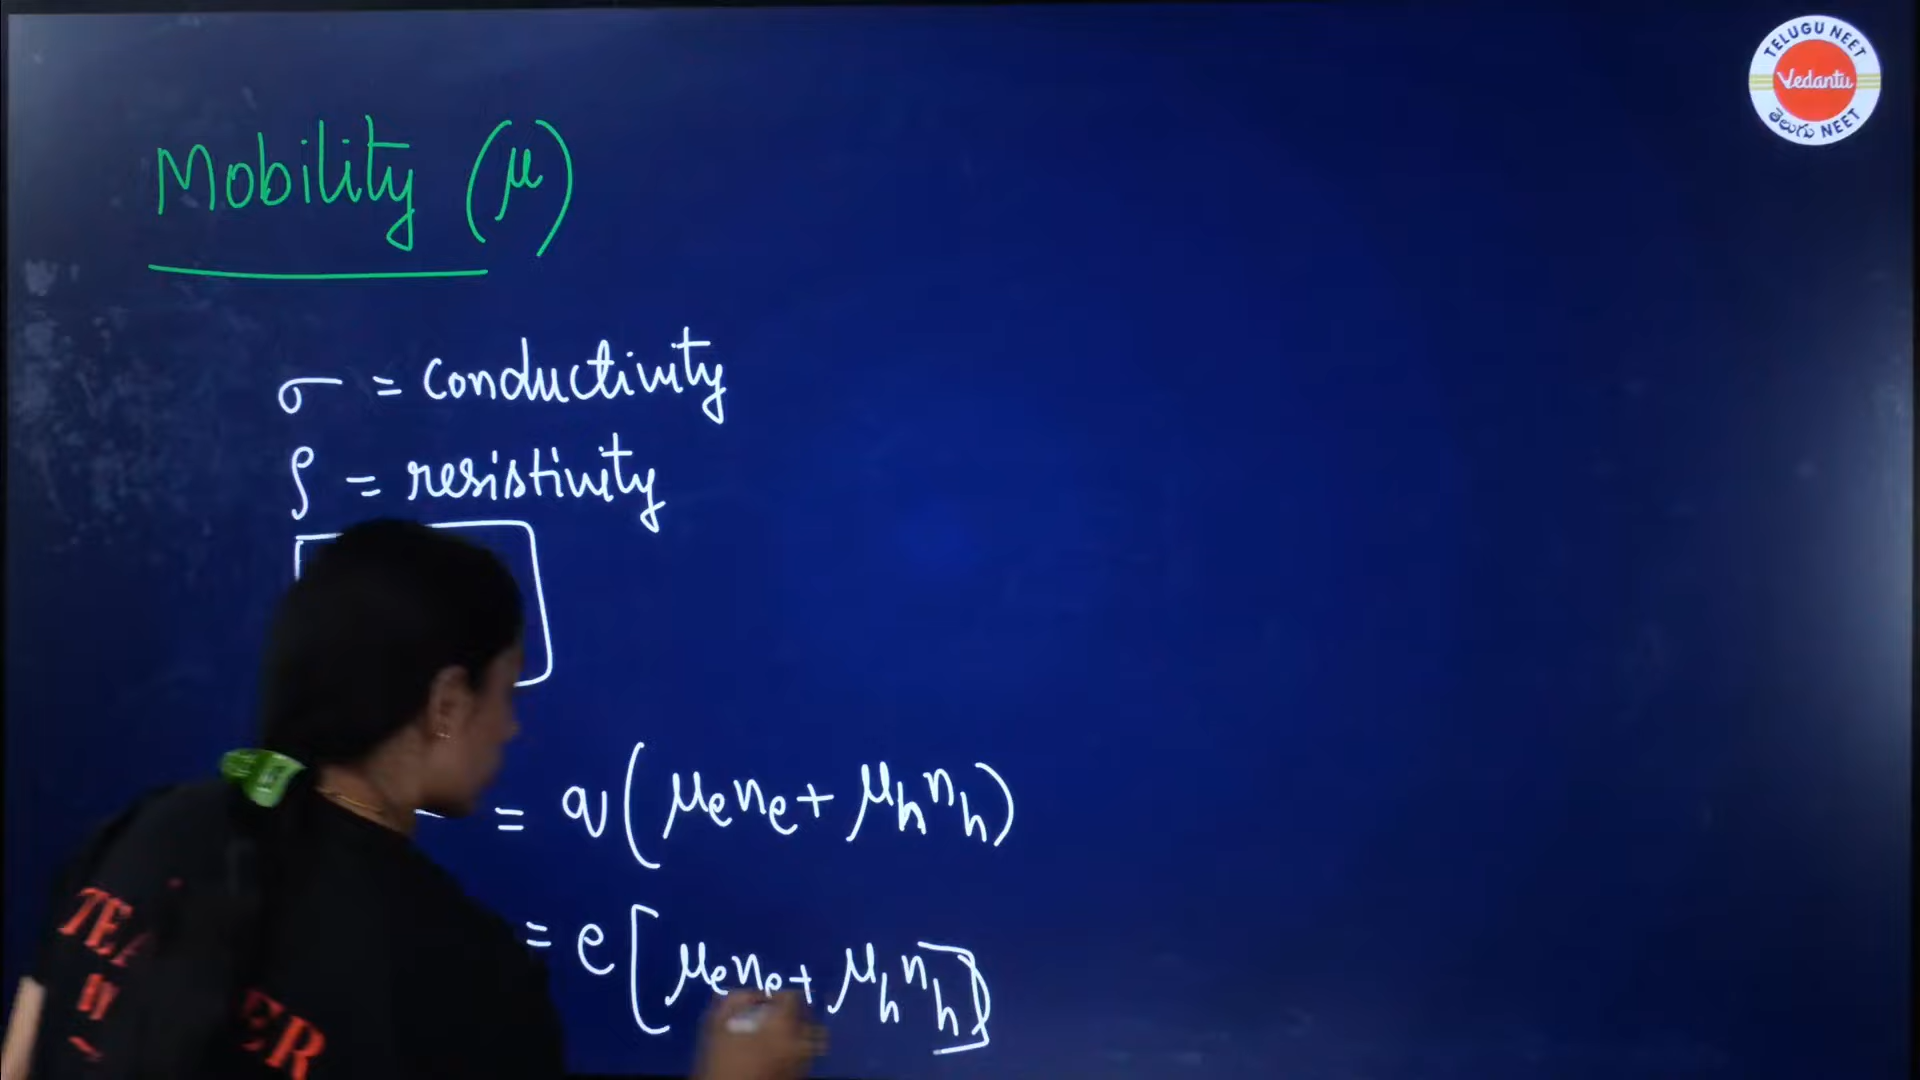 TELUGU NEET
Vedantu
తెలుగు NEET
Mobility (μ)
σ = conductivity
ρ = resistivity
= q(μₑnₑ + μₕnₕ)
= e[μₑnₑ + μₕnₕ]